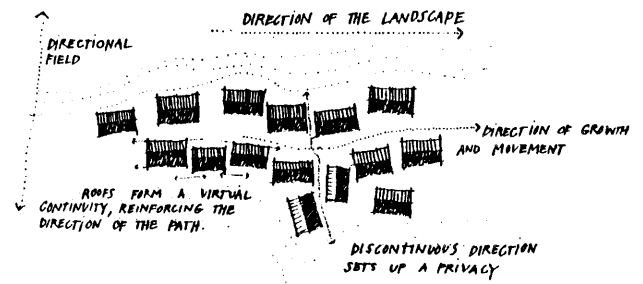 DIRECTION OF THE LANDSCAPE
DIRECTIONAL
FIELD
DIRECTION OF GROWTH
AND MOVEMENT
ROOFS FORM A VIRTUAL
CONTINUITY, REINFORCING THE
DIRECTION OF THE PATH.
DISCONTINUOUS DIRECTION
SETS UP A PRIVACY